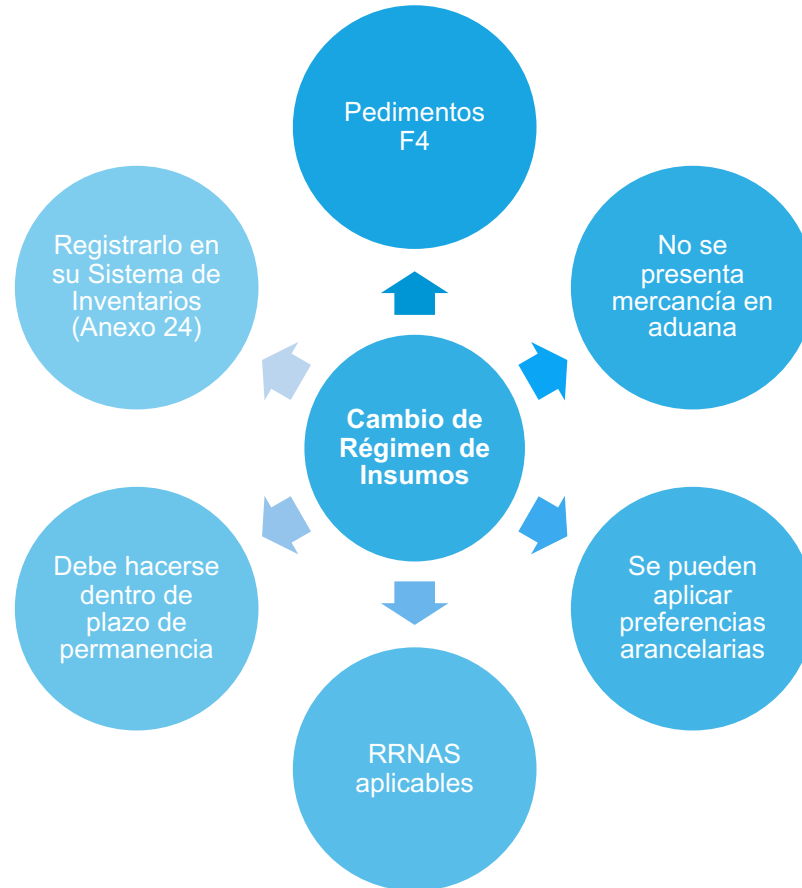 Pedimentos
F4
No se
presenta
mercancía en
aduana
Se pueden
aplicar
preferencias
arancelarias
RRNAS
aplicables
Debe hacerse
dentro de
plazo de
permanencia
Registrarlo en
su Sistema de
Inventarios
(Anexo 24)
Cambio de
Régimen de
Insumos